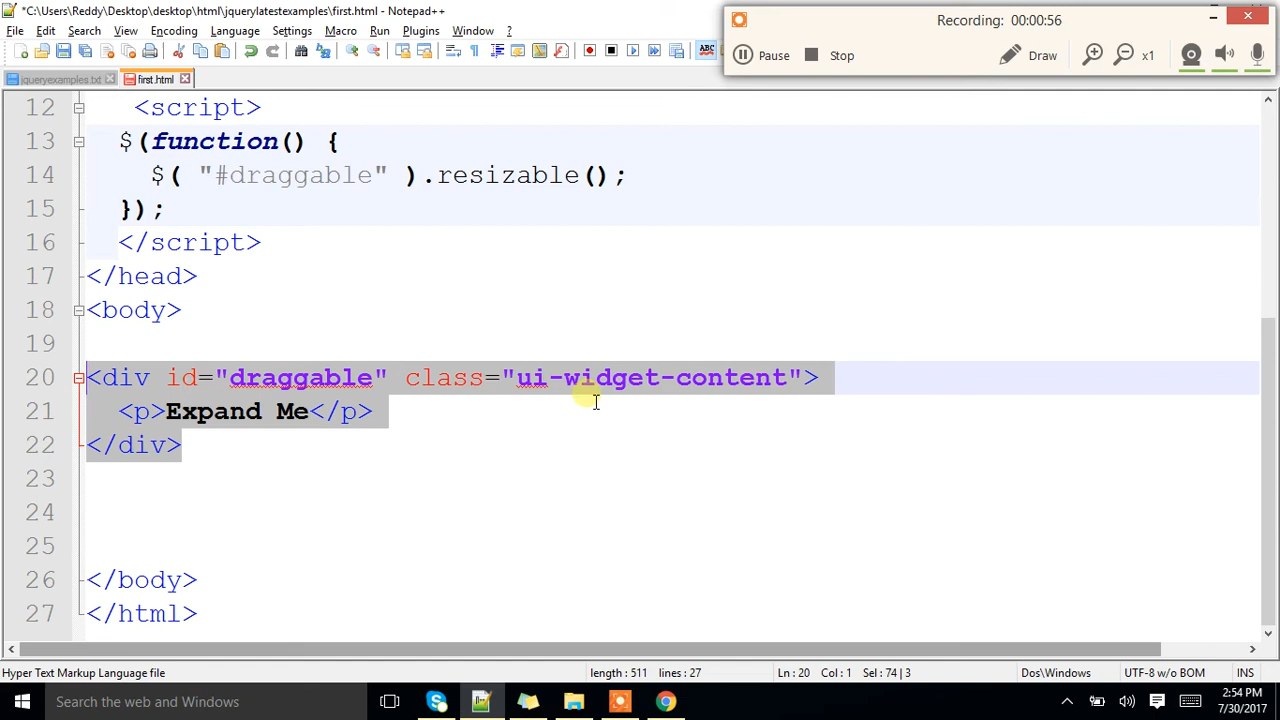 *C:\Users\Reddy\Desktop\desktop\html\jquerylatestexamples\first.html - Notepad++
Recording: 00:00:56
File Edit Search View Encoding Language Settings Macro Run Plugins Window ?
Pause Stop Draw x1
ABC
jqueryexamples.txt first.html
12 <script>
13 $(function() {
14 $( "#draggable" ).resizable();
15 });
16 </script>
17 </head>
18 <body>
19
20 <div id="draggable" class="ui-widget-content">
21 <p>Expand Me</p>
22 </div>
23
24
25
26 </body>
27 </html>
Hyper Text Markup Language file length : 511 lines : 27 Ln : 20 Col : 1 Sel : 74 | 3 Dos\Windows UTF-8 w/o BOM INS
Search the web and Windows
2:54 PM
7/30/2017